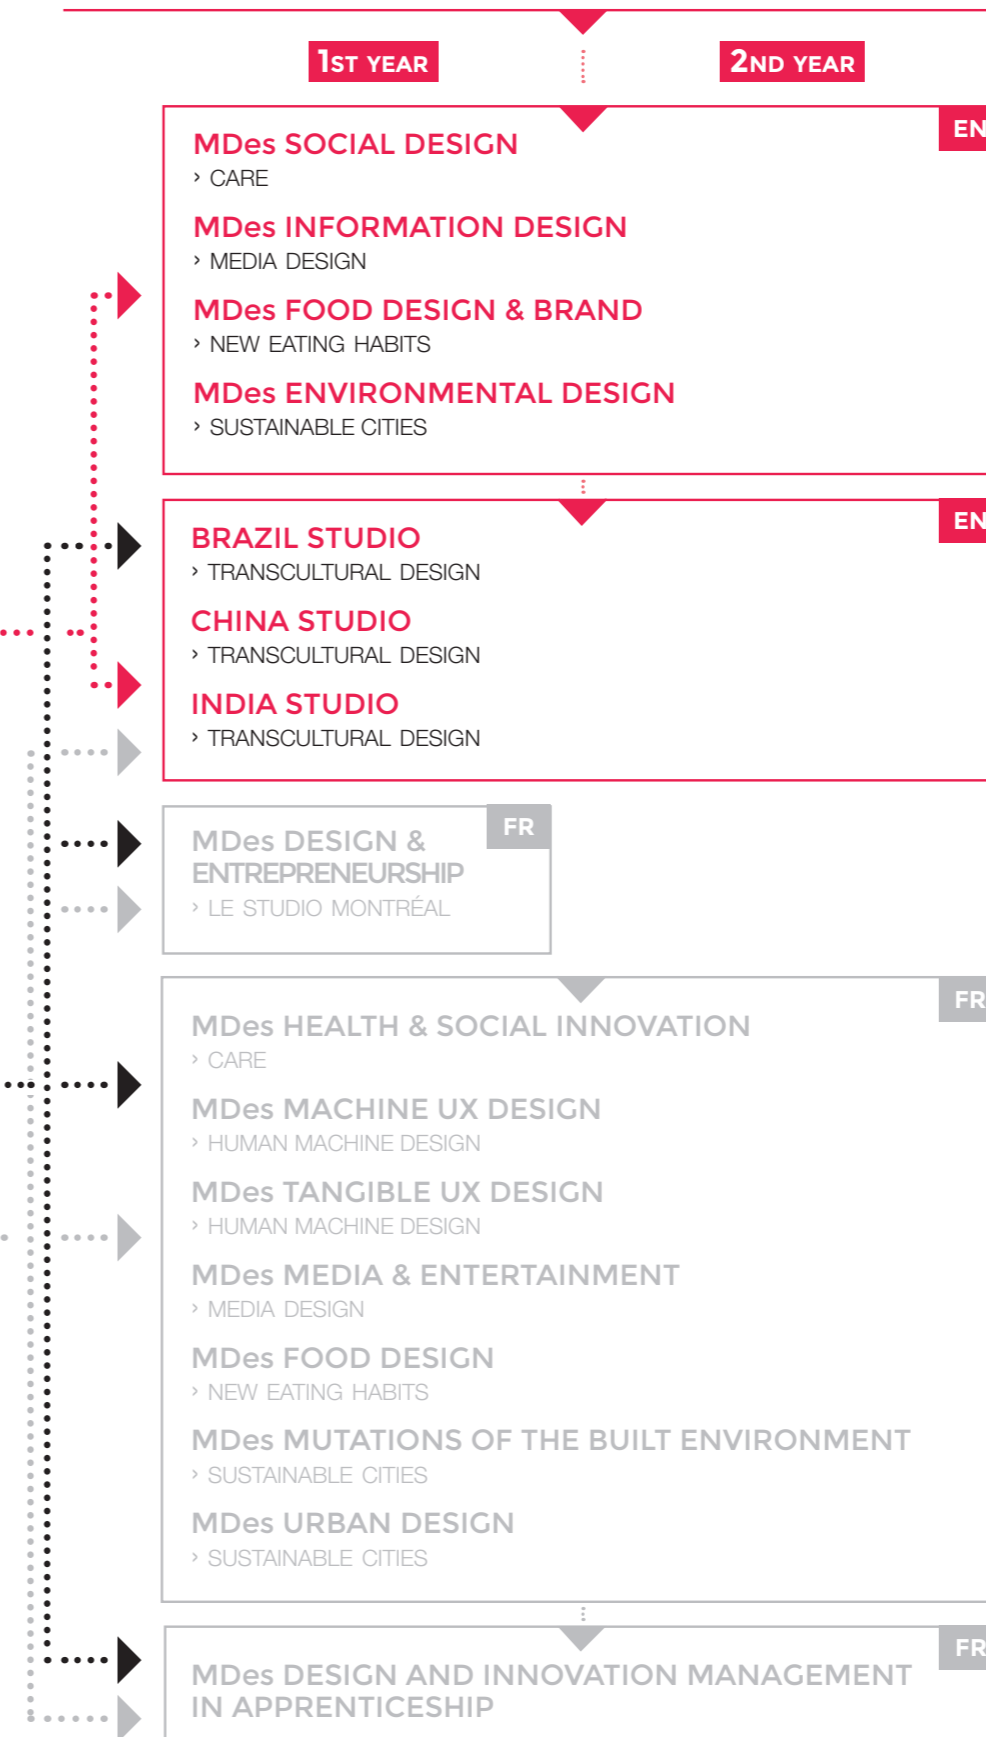 1ST YEAR
2ND YEAR
EN
MDes SOCIAL DESIGN
› CARE
MDes INFORMATION DESIGN
› MEDIA DESIGN
MDes FOOD DESIGN & BRAND
› NEW EATING HABITS
MDes ENVIRONMENTAL DESIGN
› SUSTAINABLE CITIES
EN
BRAZIL STUDIO
› TRANSCULTURAL DESIGN
CHINA STUDIO
› TRANSCULTURAL DESIGN
INDIA STUDIO
› TRANSCULTURAL DESIGN
FR
MDes DESIGN &
ENTREPRENEURSHIP
› LE STUDIO MONTRÉAL
FR
MDes HEALTH & SOCIAL INNOVATION
› CARE
MDes MACHINE UX DESIGN
› HUMAN MACHINE DESIGN
MDes TANGIBLE UX DESIGN
› HUMAN MACHINE DESIGN
MDes MEDIA & ENTERTAINMENT
› MEDIA DESIGN
MDes FOOD DESIGN
› NEW EATING HABITS
MDes MUTATIONS OF THE BUILT ENVIRONMENT
› SUSTAINABLE CITIES
MDes URBAN DESIGN
› SUSTAINABLE CITIES
FR
MDes DESIGN AND INNOVATION MANAGEMENT
IN APPRENTICESHIP